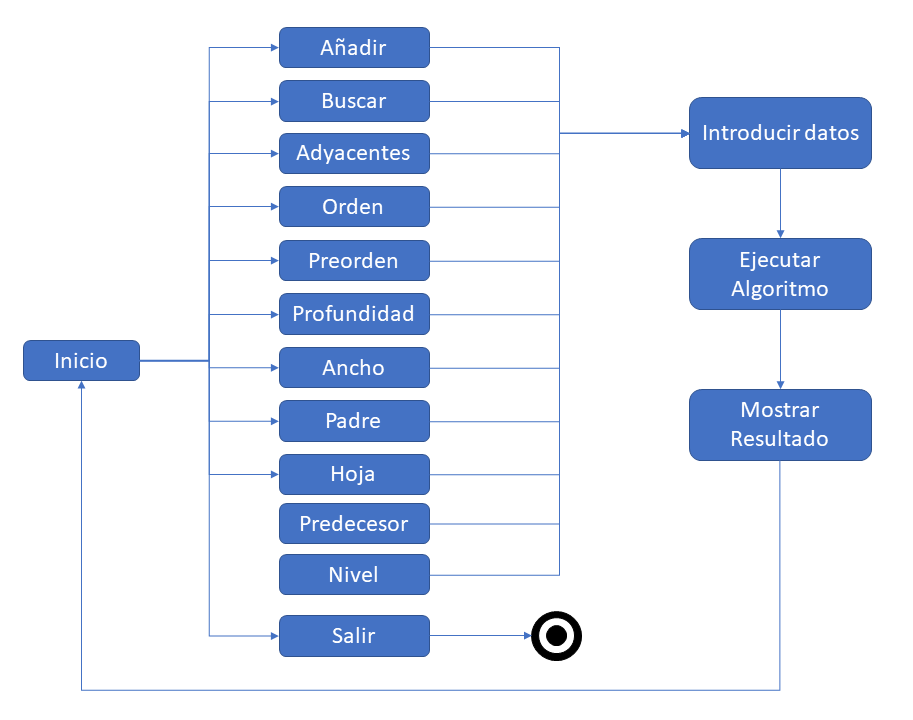 Inicio
Añadir
Buscar
Adyacentes
Orden
Preorden
Profundidad
Ancho
Padre
Hoja
Predecesor
Nivel
Salir
Introducir datos
Ejecutar
Algoritmo
Mostrar
Resultado